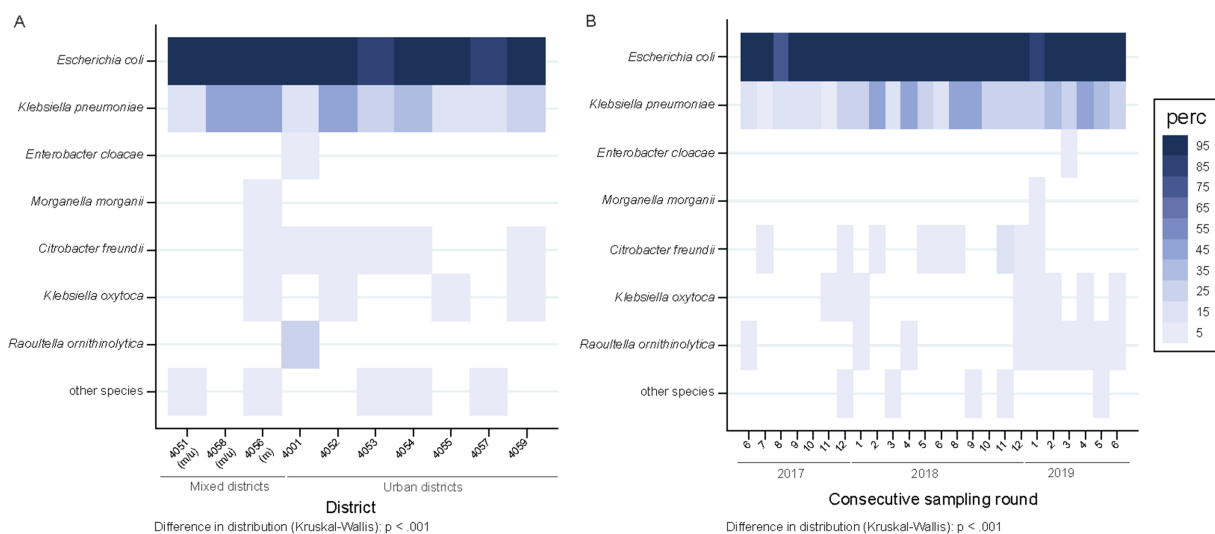 A
Escherichia coli
Klebsiella pneumoniae
Enterobacter cloacae
Morganella morganii
Citrobacter freundii
Klebsiella oxytoca
Raoultella ornithinolytica
other species
4051 (m/u)
4058 (m/u)
4056 (m)
4001
4052
4053
4054
4055
4057
4059
Mixed districts Urban districts
District
Difference in distribution (Kruskal-Wallis): p < .001
B
Escherichia coli
Klebsiella pneumoniae
Enterobacter cloacae
Morganella morganii
Citrobacter freundii
Klebsiella oxytoca
Raoultella ornithinolytica
other species
6 7 8 9 10 11 12 1 2 3 4 5 6 8 9 10 11 12 1 2 3 4 5 6
2017 2018 2019
Consecutive sampling round
Difference in distribution (Kruskal-Wallis): p < .001
perc
95
85
75
65
55
45
35
25
15
5